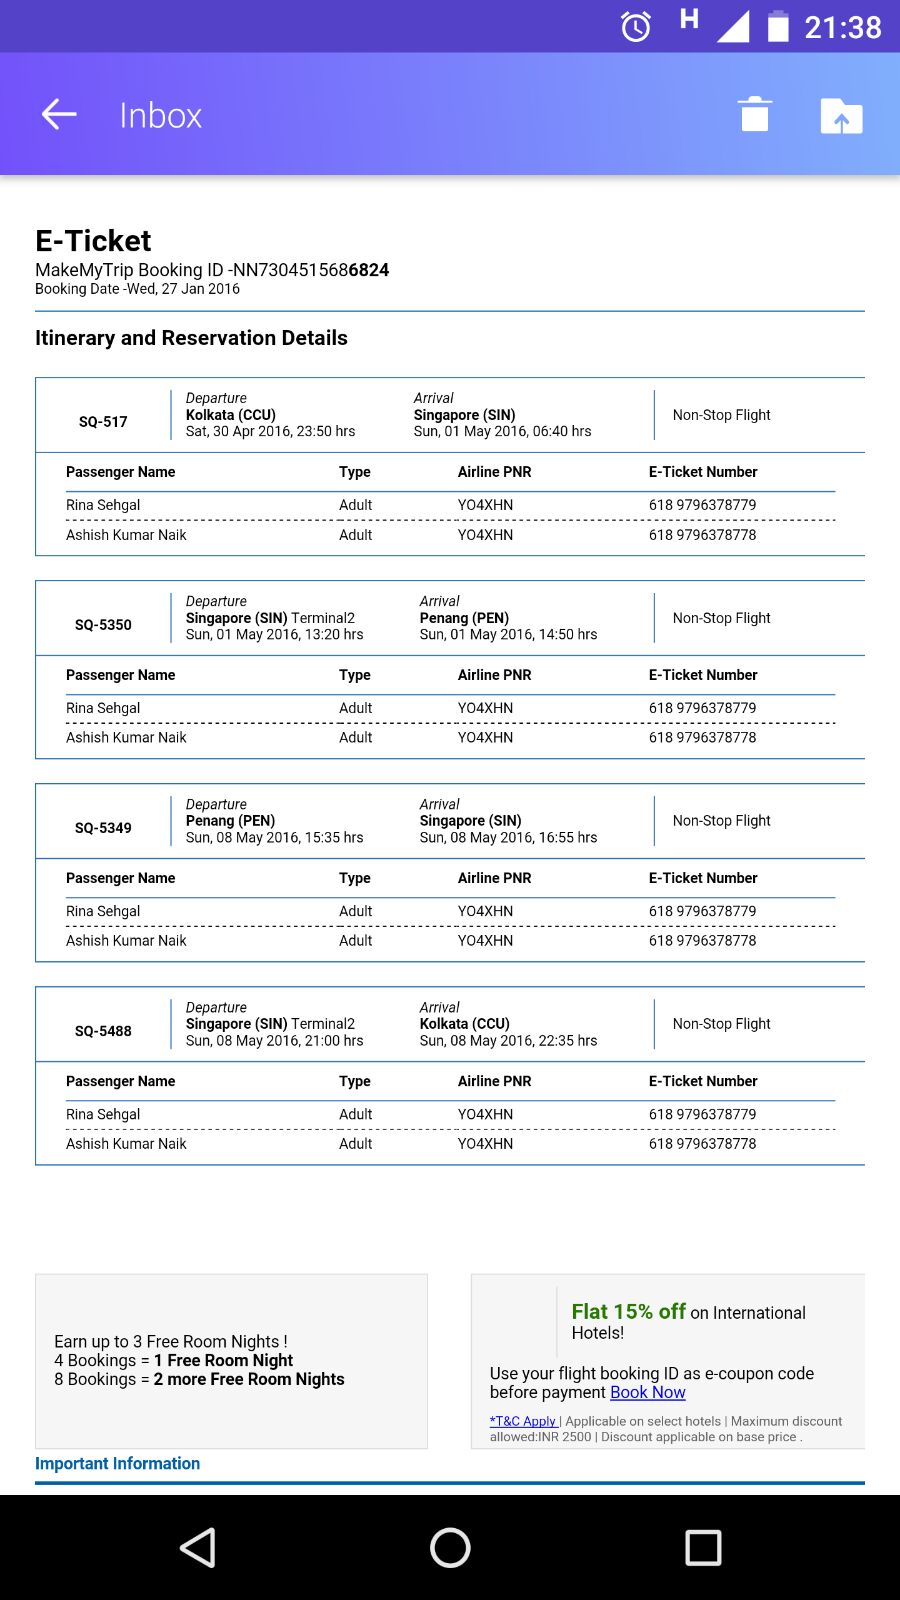 H 21:38
Inbox
E-Ticket
MakeMyTrip Booking ID -NN7304515686824
Booking Date -Wed, 27 Jan 2016
Itinerary and Reservation Details
SQ-517
Departure
Kolkata (CCU)
Sat, 30 Apr 2016, 23:50 hrs
Arrival
Singapore (SIN)
Sun, 01 May 2016, 06:40 hrs
Non-Stop Flight
Passenger Name Type Airline PNR E-Ticket Number
Rina Sehgal Adult YO4XHN 618 9796378779
Ashish Kumar Naik Adult YO4XHN 618 9796378778
SQ-5350
Departure
Singapore (SIN) Terminal2
Sun, 01 May 2016, 13:20 hrs
Arrival
Penang (PEN)
Sun, 01 May 2016, 14:50 hrs
Non-Stop Flight
Passenger Name Type Airline PNR E-Ticket Number
Rina Sehgal Adult YO4XHN 618 9796378779
Ashish Kumar Naik Adult YO4XHN 618 9796378778
SQ-5349
Departure
Penang (PEN)
Sun, 08 May 2016, 15:35 hrs
Arrival
Singapore (SIN)
Sun, 08 May 2016, 16:55 hrs
Non-Stop Flight
Passenger Name Type Airline PNR E-Ticket Number
Rina Sehgal Adult YO4XHN 618 9796378779
Ashish Kumar Naik Adult YO4XHN 618 9796378778
SQ-5488
Departure
Singapore (SIN) Terminal2
Sun, 08 May 2016, 21:00 hrs
Arrival
Kolkata (CCU)
Sun, 08 May 2016, 22:35 hrs
Non-Stop Flight
Passenger Name Type Airline PNR E-Ticket Number
Rina Sehgal Adult YO4XHN 618 9796378779
Ashish Kumar Naik Adult YO4XHN 618 9796378778
Earn up to 3 Free Room Nights !
4 Bookings = 1 Free Room Night
8 Bookings = 2 more Free Room Nights
Flat 15% off on International
Hotels!
Use your flight booking ID as e-coupon code
before payment Book Now
*T&C Apply | Applicable on select hotels | Maximum discount
allowed:INR 2500 | Discount applicable on base price .
Important Information